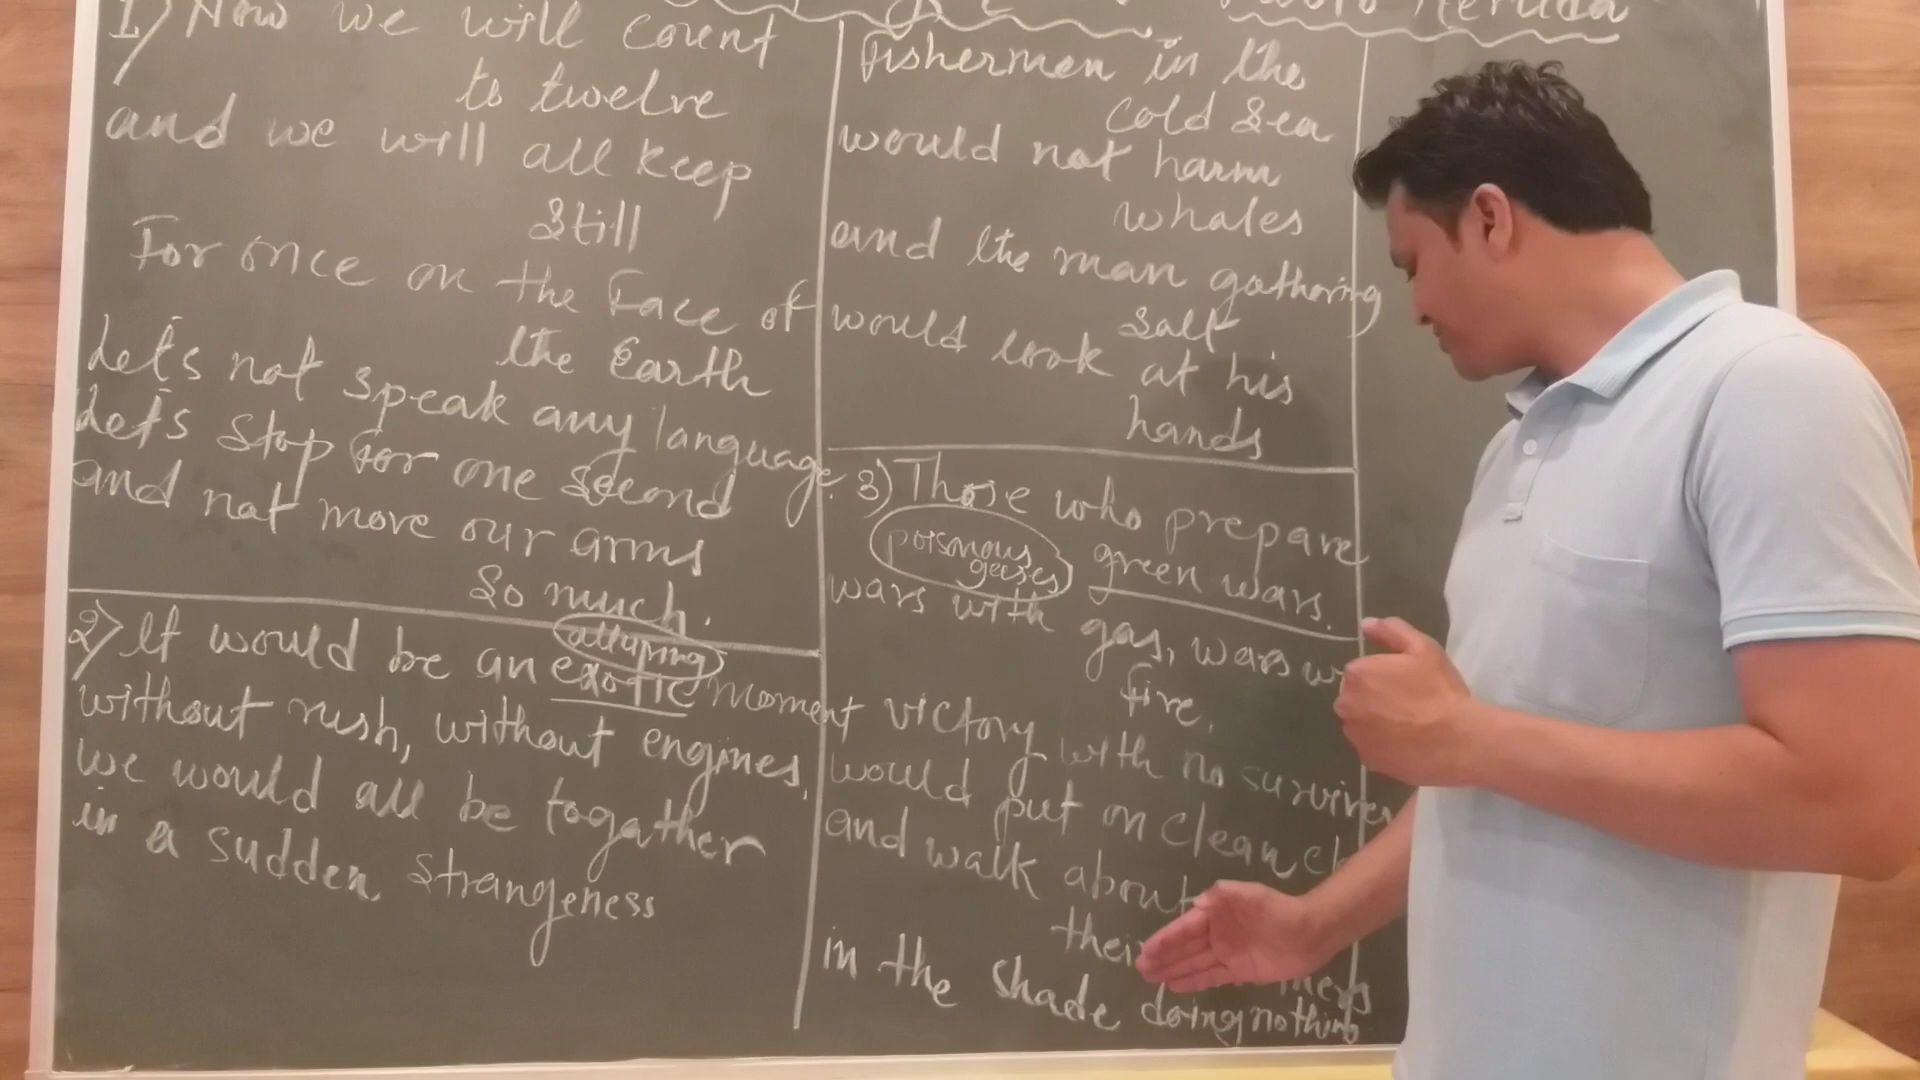 Neruda
1) Now we will count
to twelve
and we will all keep
still
For once on the Face of
the Earth
Let's not speak any language.
Let's stop for one second
and not move our arms
So much.
2) It would be an exotic moment
without rush, without engines,
we would all be togather
in a sudden strangeness
fishermen in the
cold Sea
would not harm
whales
and the man gathering
salt
would look at his
hands
3) Those who prepare
green wars.
poisonous
wars with gas, wars
fire.
victory with no surviver
would put on clean
and walk about
their
in the shade doing nothing